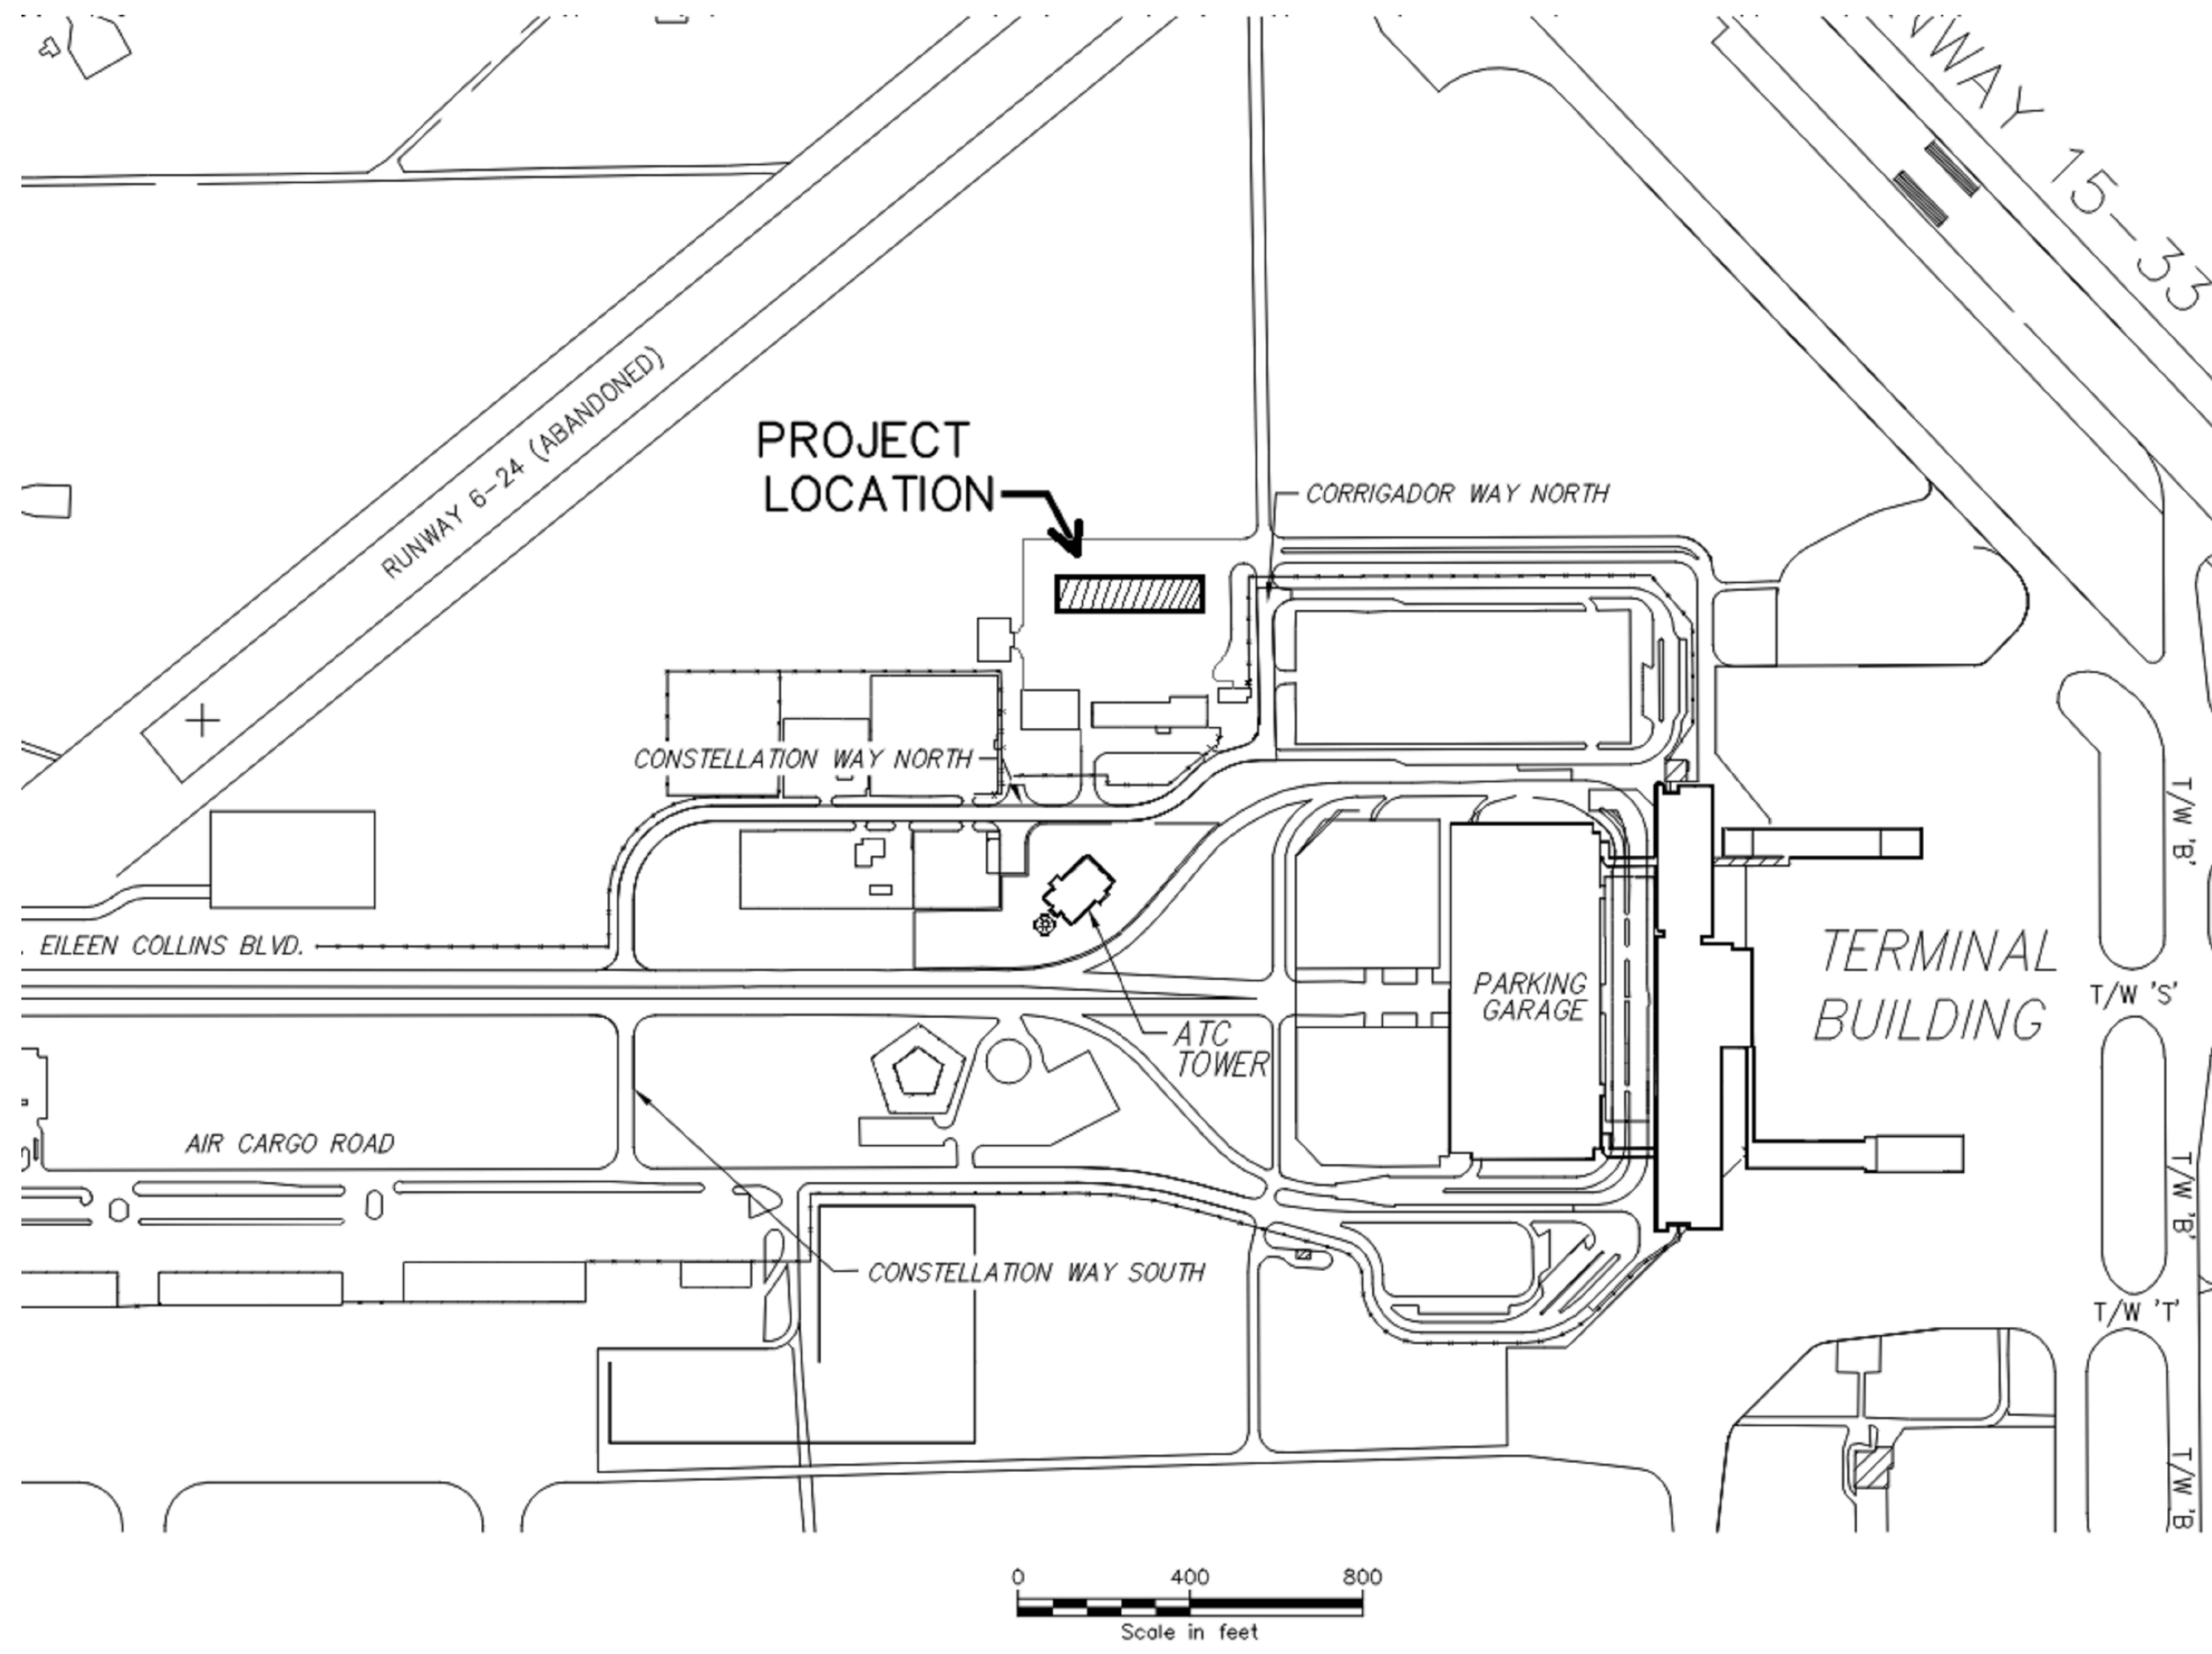 WAY 15-33
RUNWAY 6-24 (ABANDONED)
PROJECT
LOCATION
CORRIGADOR WAY NORTH
CONSTELLATION WAY NORTH
T/W 'B'
EILEEN COLLINS BLVD.
TERMINAL
BUILDING
PARKING
GARAGE
T/W 'S'
ATC
TOWER
AIR CARGO ROAD
T/W 'B'
CONSTELLATION WAY SOUTH
T/W 'T'
T/W 'B'
0 400 800
Scale in feet